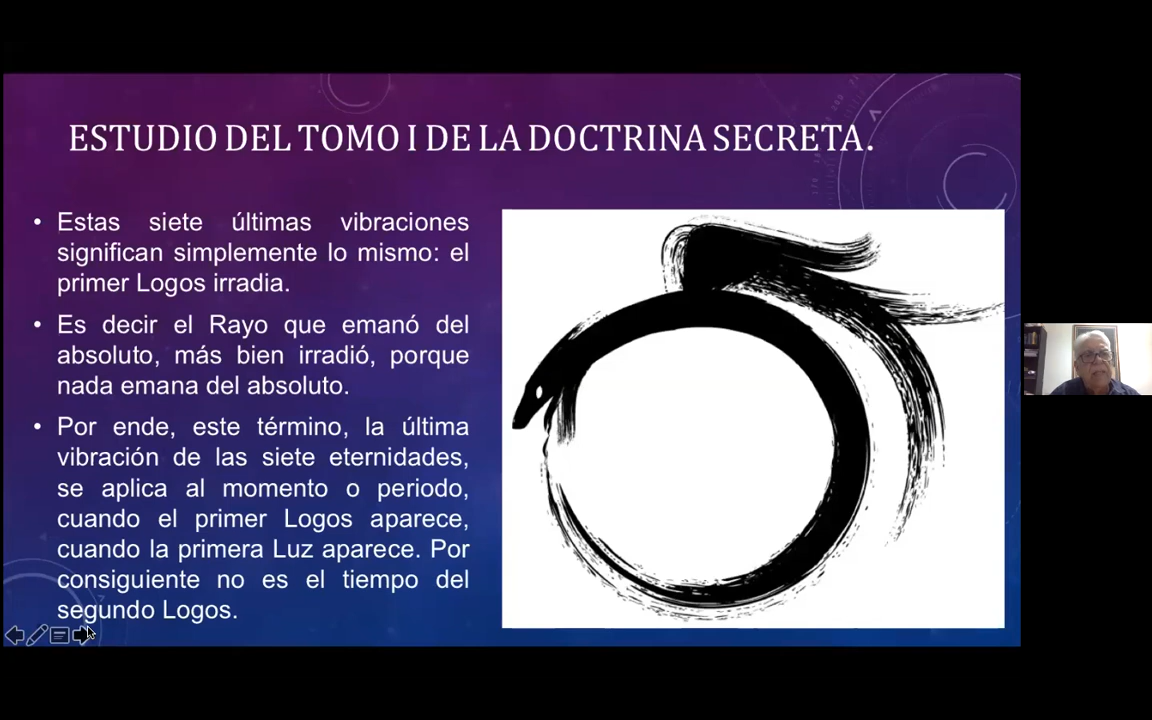 ESTUDIO DEL TOMO I DE LA DOCTRINA SECRETA.
• Estas siete últimas vibraciones
significan simplemente lo mismo: el
primer Logos irradia.
• Es decir el Rayo que emanó del
absoluto, más bien irradió, porque
nada emana del absoluto.
• Por ende, este término, la última
vibración de las siete eternidades,
se aplica al momento o periodo,
cuando el primer Logos aparece,
cuando la primera Luz aparece. Por
consiguiente no es el tiempo del
segundo Logos.